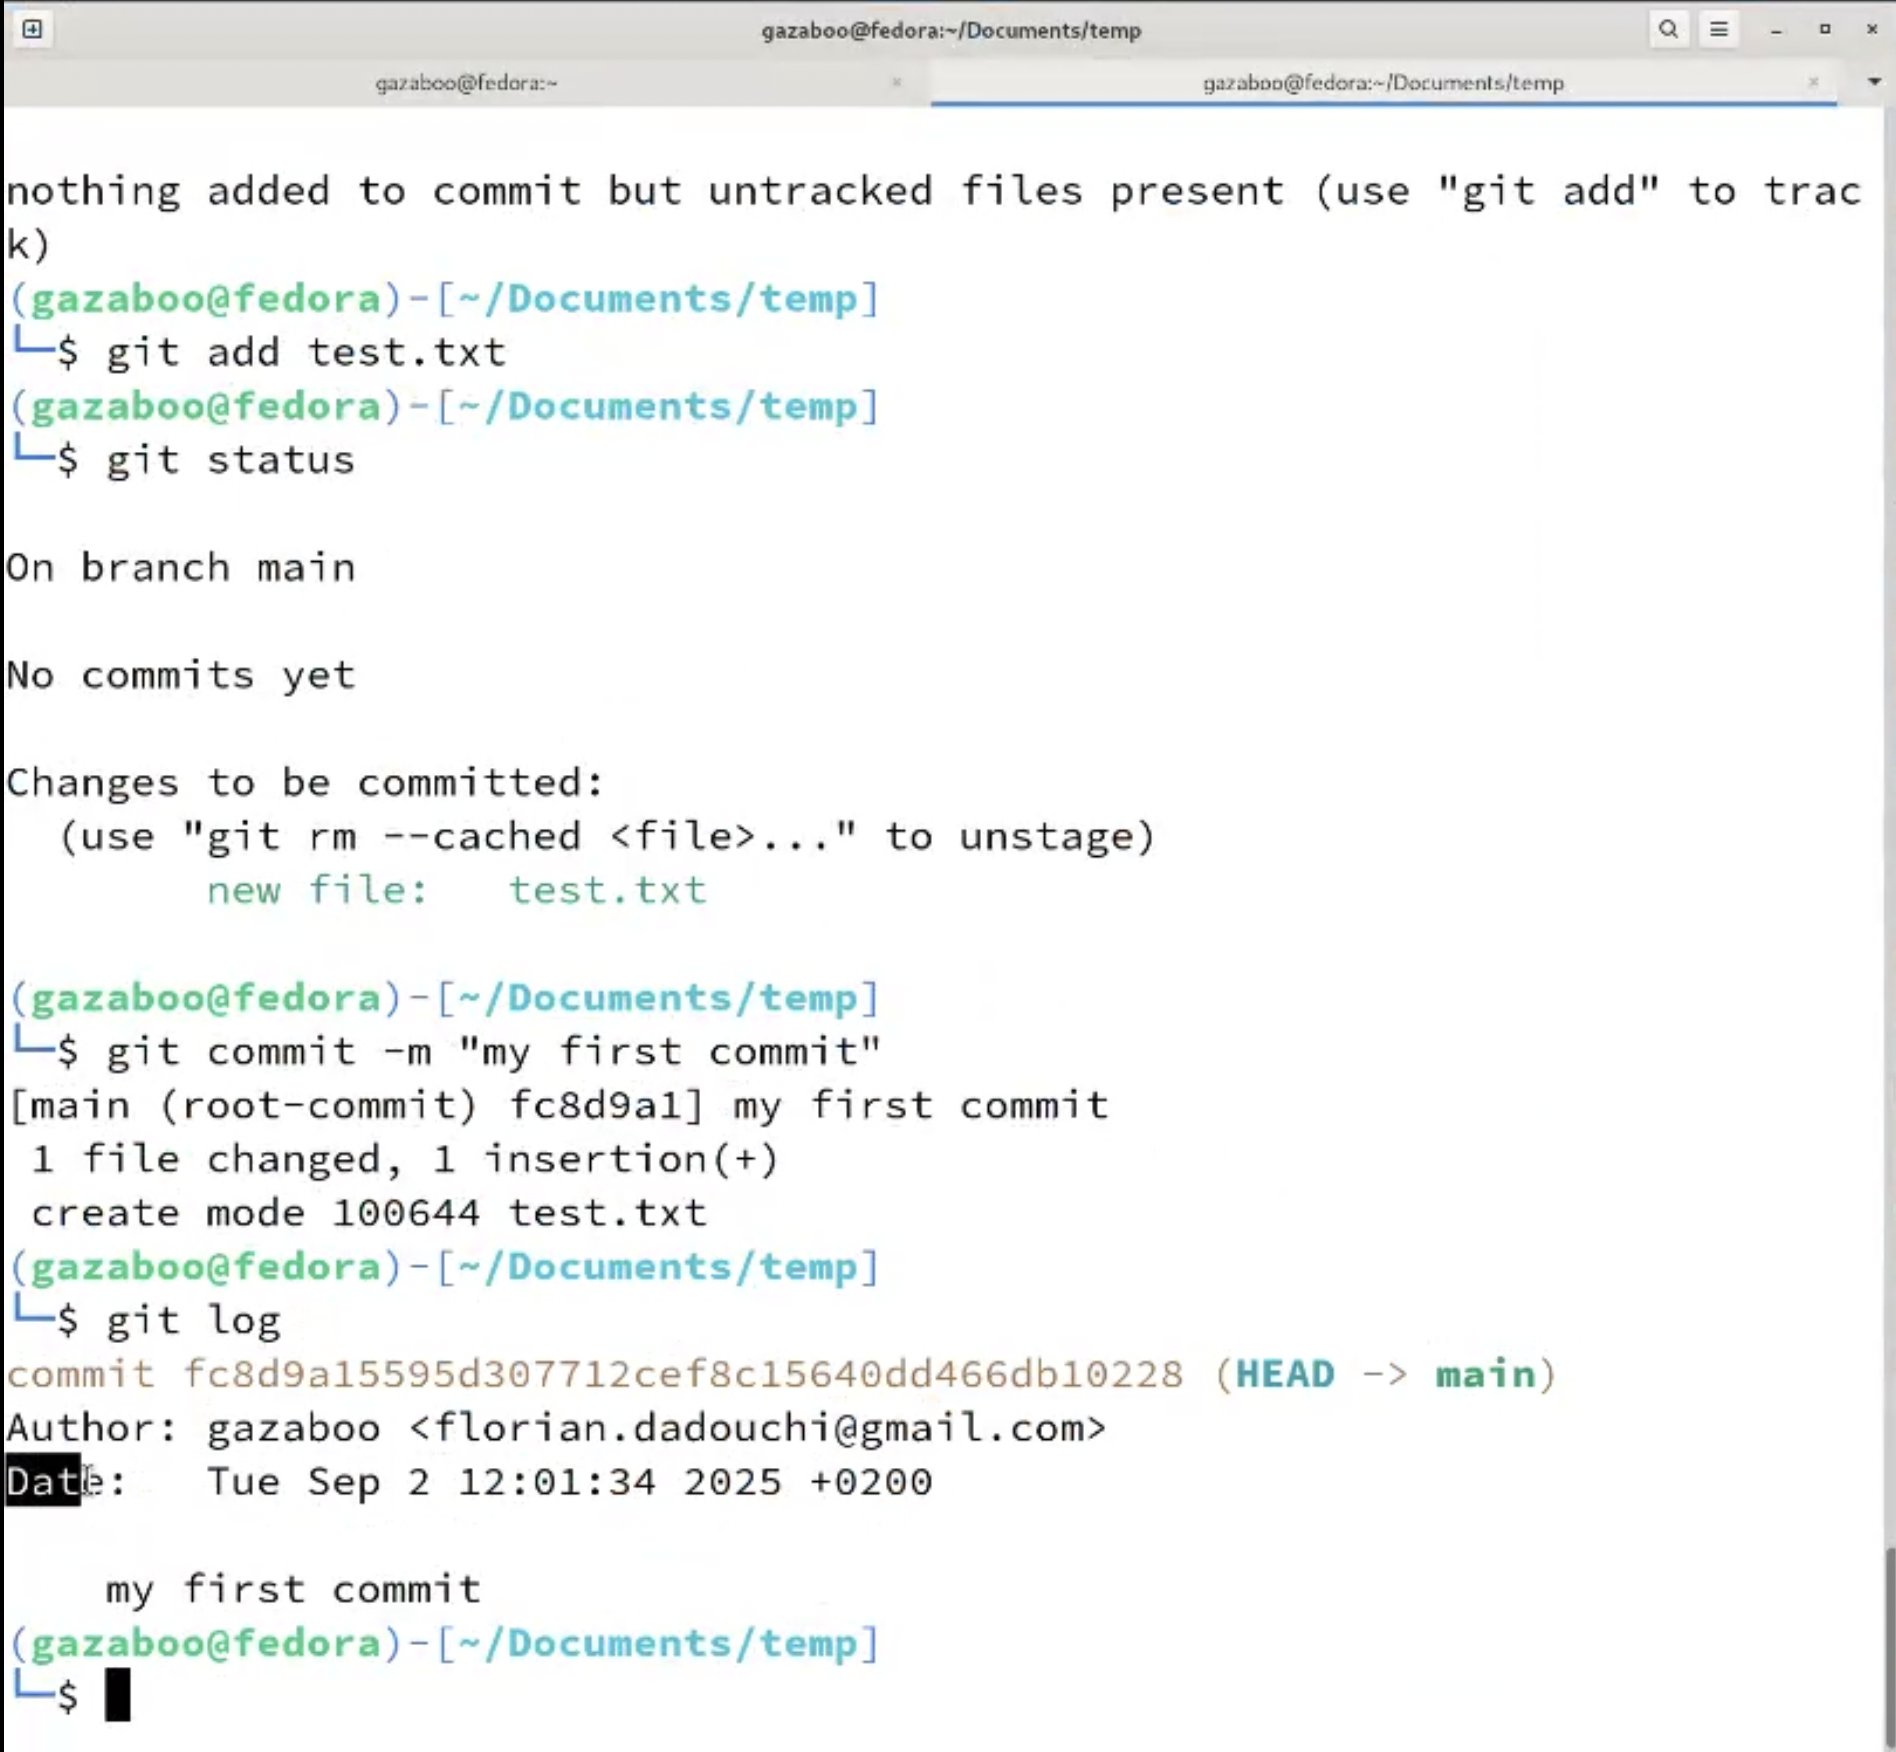 gazaboo@fedora:~/Documents/temp
gazaboo@fedora:~
gazaboo@fedora:~/Documents/temp
nothing added to commit but untracked files present (use "git add" to trac
k)
(gazaboo@fedora)-[~/Documents/temp]
└─$ git add test.txt
(gazaboo@fedora)-[~/Documents/temp]
└─$ git status
On branch main
No commits yet
Changes to be committed:
  (use "git rm --cached <file>..." to unstage)
        new file:   test.txt
(gazaboo@fedora)-[~/Documents/temp]
└─$ git commit -m "my first commit"
[main (root-commit) fc8d9a1] my first commit
 1 file changed, 1 insertion(+)
 create mode 100644 test.txt
(gazaboo@fedora)-[~/Documents/temp]
└─$ git log
commit fc8d9a15595d307712cef8c15640dd466db10228 (HEAD -> main)
Author: gazaboo <florian.dadouchi@gmail.com>
Date:   Tue Sep 2 12:01:34 2025 +0200
    my first commit
(gazaboo@fedora)-[~/Documents/temp]
└─$